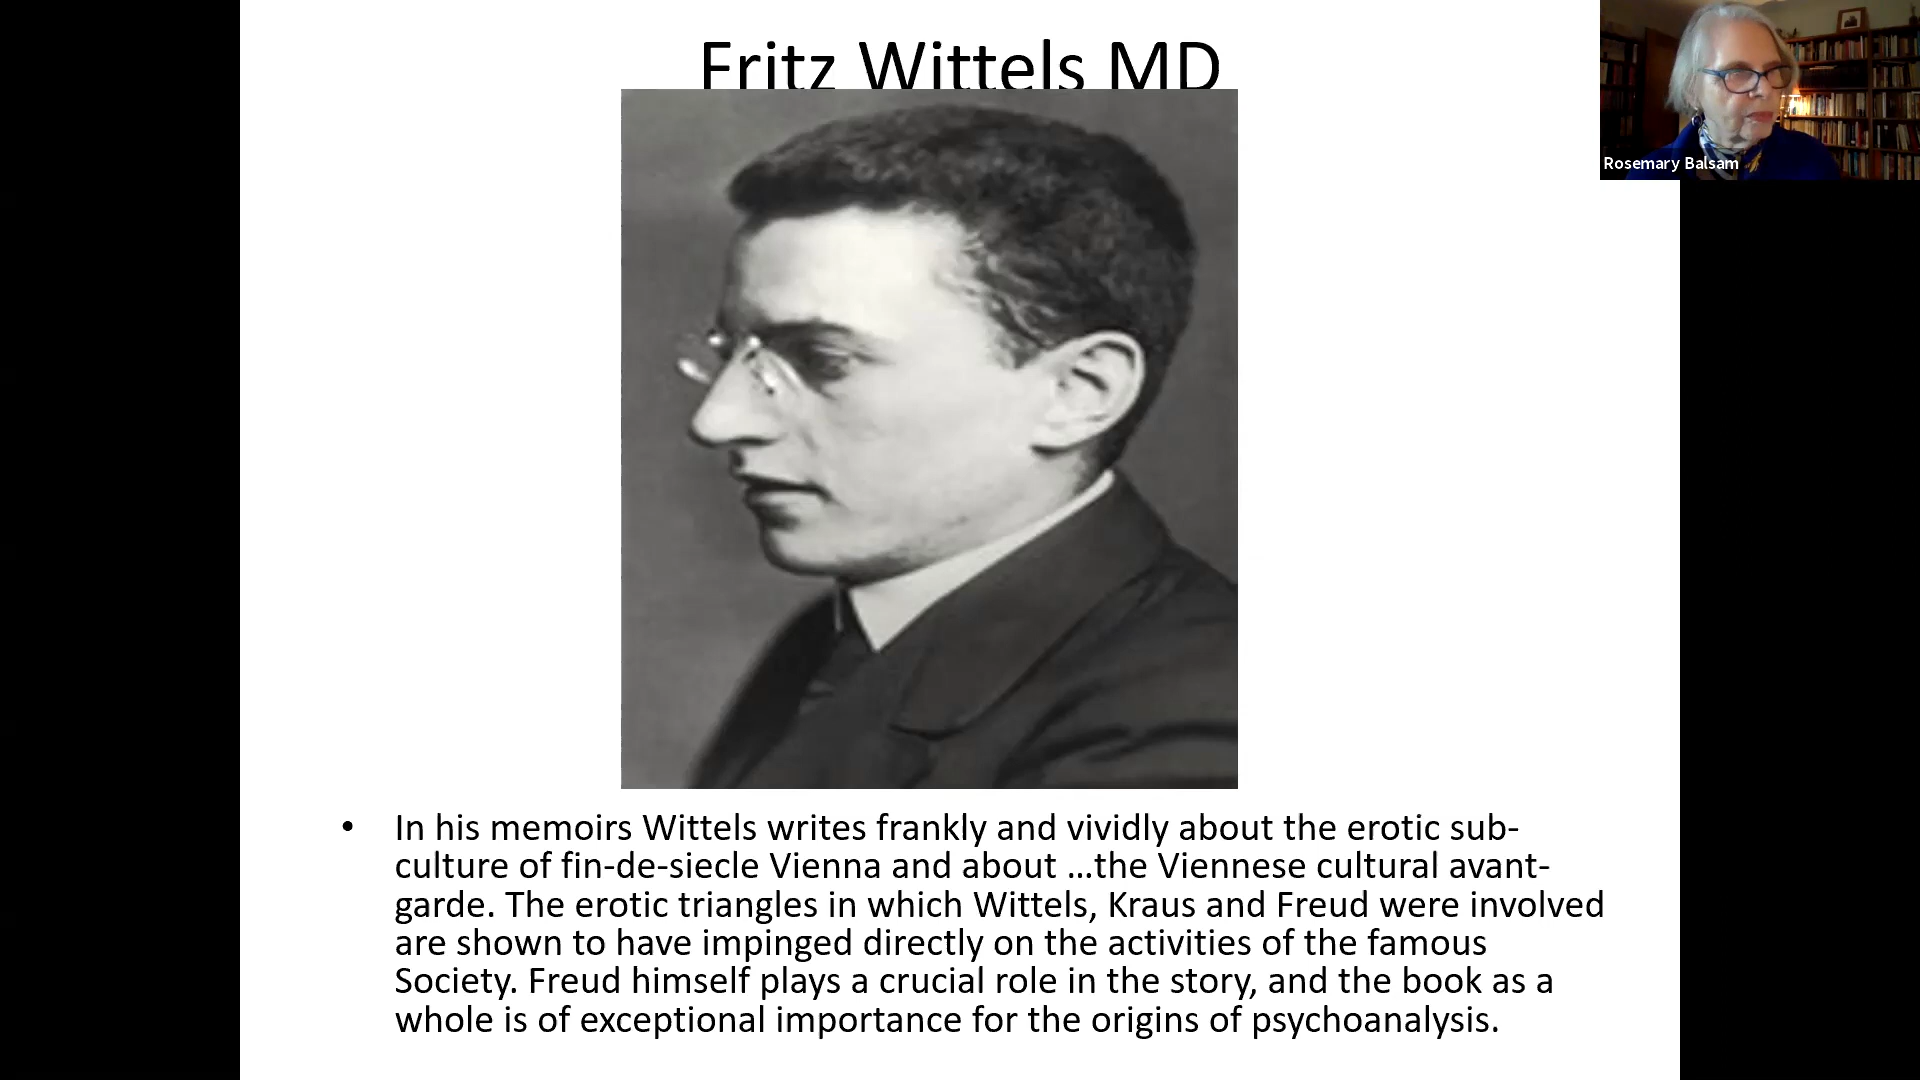 Fritz Wittels MD
Rosemary Balsam
• In his memoirs Wittels writes frankly and vividly about the erotic sub-
culture of fin-de-siecle Vienna and about ...the Viennese cultural avant-
garde. The erotic triangles in which Wittels, Kraus and Freud were involved
are shown to have impinged directly on the activities of the famous
Society. Freud himself plays a crucial role in the story, and the book as a
whole is of exceptional importance for the origins of psychoanalysis.